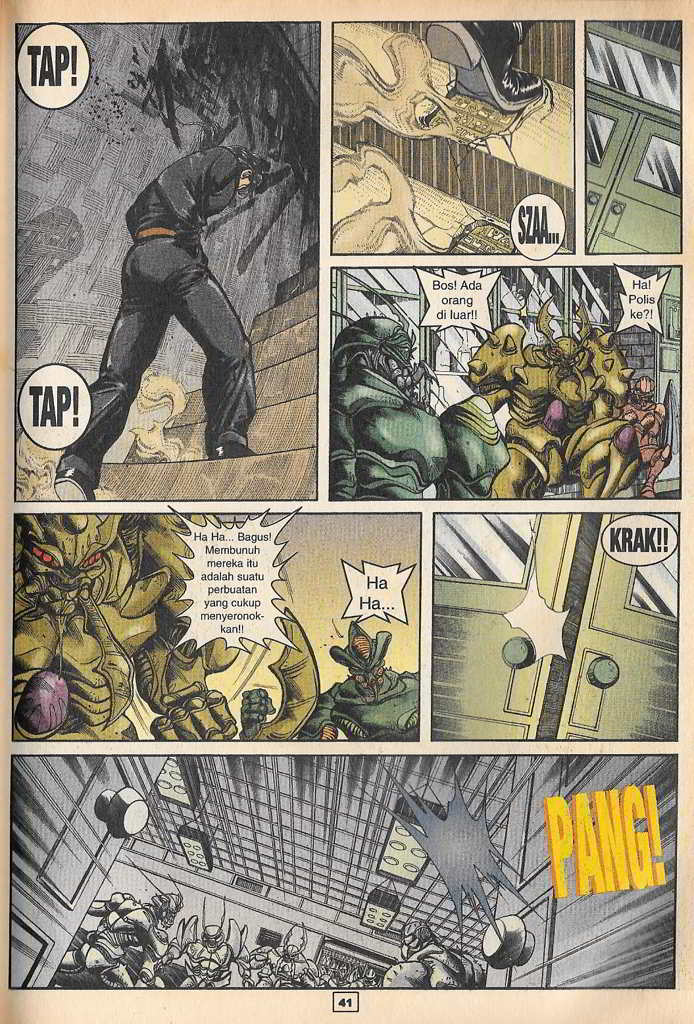 TAP!
TAP!
SZAA...
Bos! Ada
orang
di luar!!
Ha!
Polis
ke?!
Ha Ha... Bagus!
Membunuh
mereka itu
adalah suatu
perbuatan
yang cukup
menyeronok-
kan!!
Ha
Ha...
KRAK!!
PANG!
41